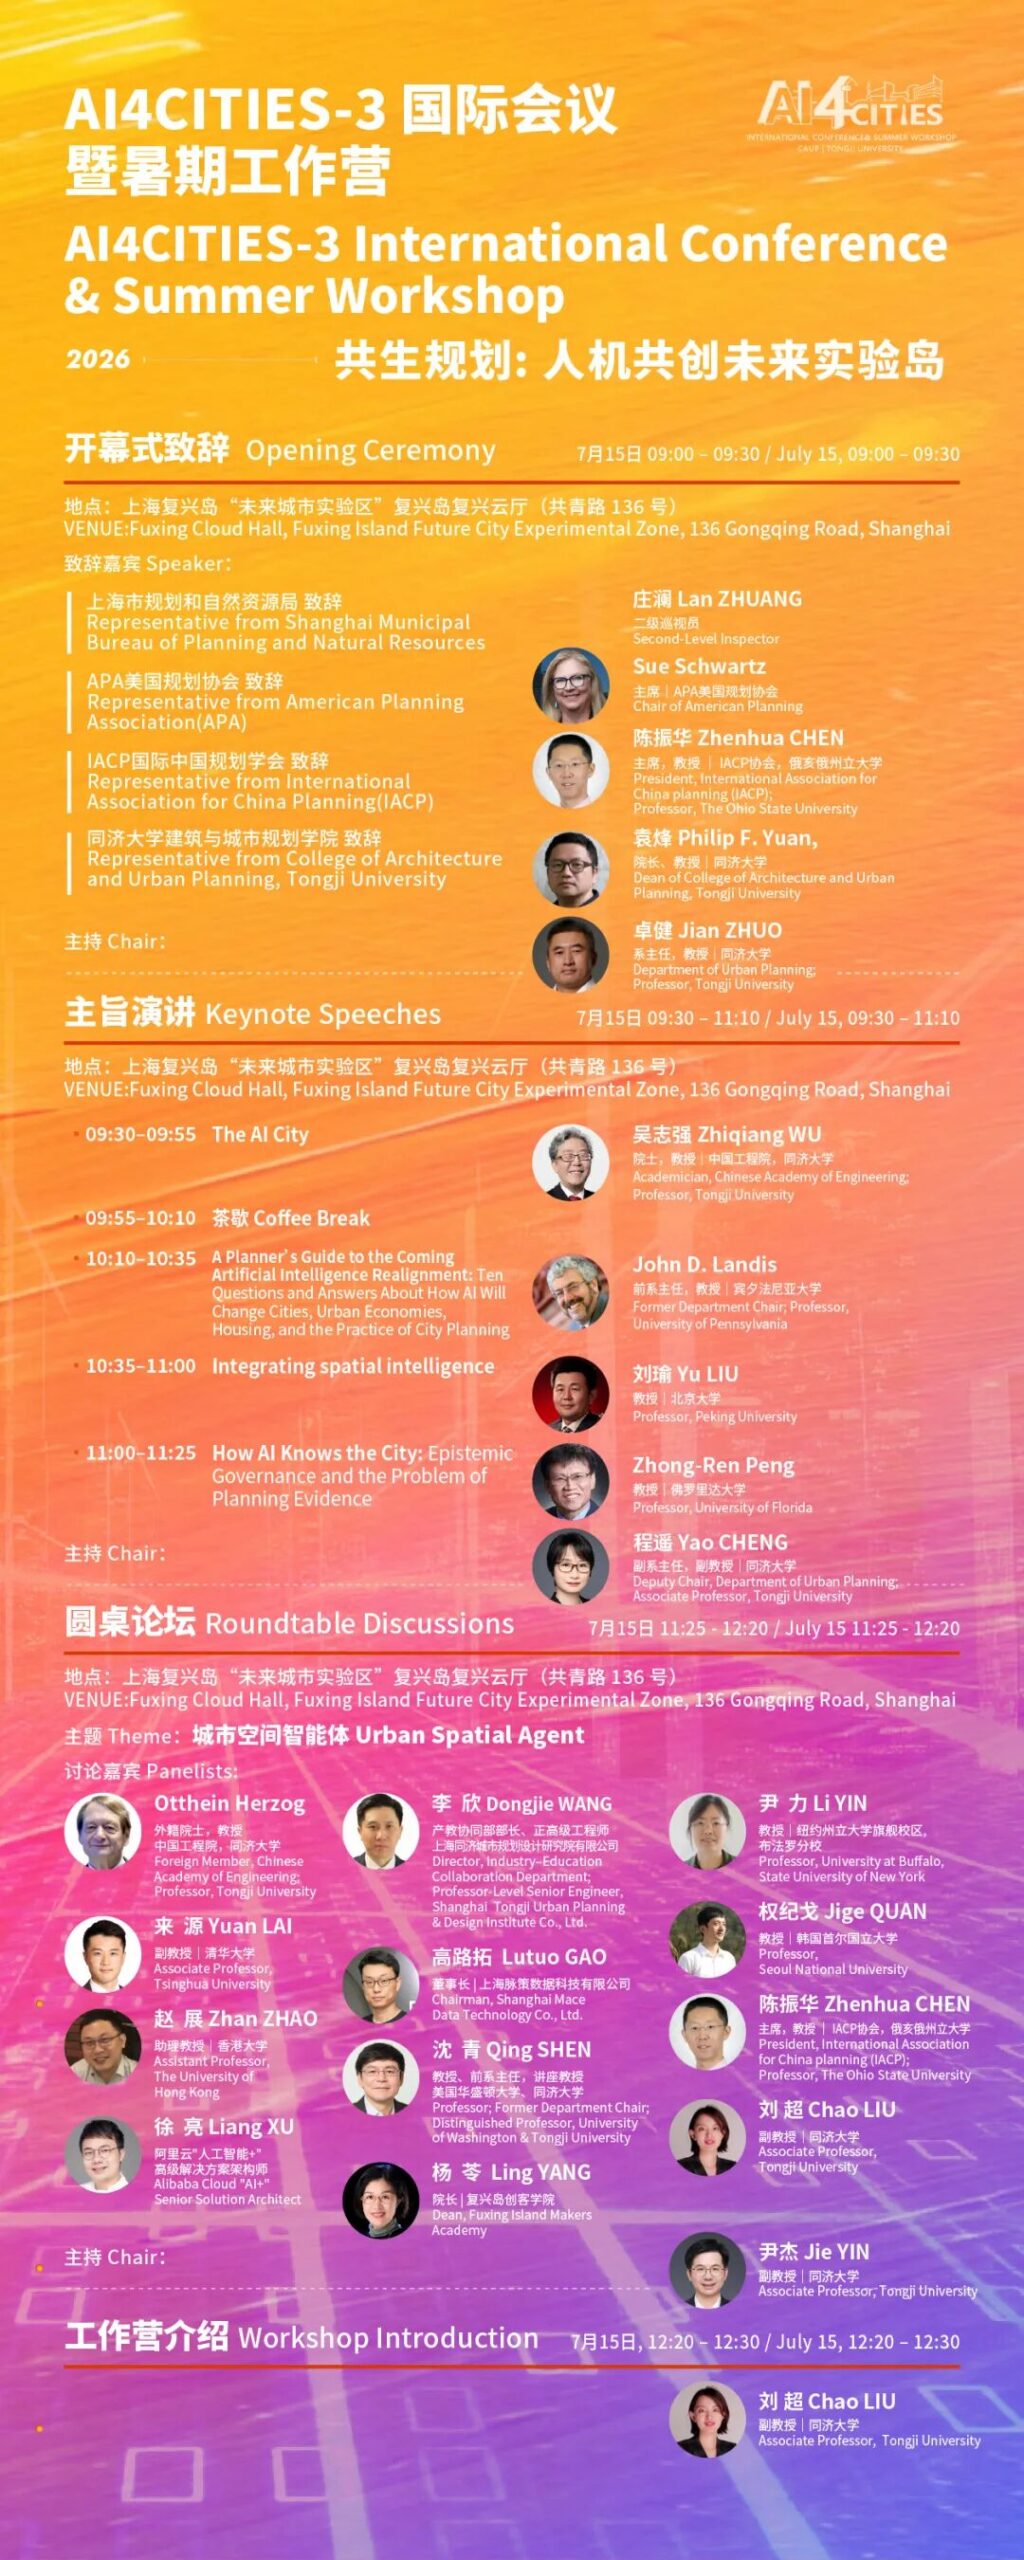 AI4CITIES-3 国际会议
暨暑期工作营
AI4CITIES
INTERNATIONAL CONFERENCE& SUMMER WORKSHOP
CAUP | TONGJI UNIVERSITY
AI4CITIES-3 International Conference
& Summer Workshop
2026
共生规划: 人机共创未来实验岛
开幕式致辞 Opening Ceremony
7月15日 09:00 – 09:30 / July 15, 09:00 – 09:30
地点：上海复兴岛“未来城市实验区”复兴岛复兴云厅（共青路 136 号）
VENUE:Fuxing Cloud Hall, Fuxing Island Future City Experimental Zone, 136 Gongqing Road, Shanghai
致辞嘉宾 Speaker：
上海市规划和自然资源局 致辞
Representative from Shanghai Municipal
Bureau of Planning and Natural Resources
庄澜 Lan ZHUANG
二级巡视员
Second-Level Inspector
APA美国规划协会 致辞
Representative from American Planning
Association(APA)
Sue Schwartz
主席｜APA美国规划协会
Chair of American Planning
IACP国际中国规划学会 致辞
Representative from International
Association for China Planning(IACP)
陈振华 Zhenhua CHEN
主席，教授 ｜ IACP协会，俄亥俄州立大学
President, International Association for
China planning (IACP);
Professor, The Ohio State University
同济大学建筑与城市规划学院 致辞
Representative from College of Architecture
and Urban Planning, Tongji University
袁烽 Philip F. Yuan,
院长、教授｜同济大学
Dean of College of Architecture and Urban
Planning, Tongji University
主持 Chair：
卓健 Jian ZHUO
系主任，教授｜同济大学
Department of Urban Planning;
Professor, Tongji University
主旨演讲 Keynote Speeches
7月15日 09:30 – 11:10 / July 15, 09:30 – 11:10
地点：上海复兴岛“未来城市实验区”复兴岛复兴云厅（共青路 136 号）
VENUE:Fuxing Cloud Hall, Fuxing Island Future City Experimental Zone, 136 Gongqing Road, Shanghai
09:30–09:55 The AI City
吴志强 Zhiqiang WU
院士，教授｜中国工程院，同济大学
Academician, Chinese Academy of Engineering;
Professor, Tongji University
09:55–10:10 茶歇 Coffee Break
10:10–10:35 A Planner’s Guide to the Coming
Artificial Intelligence Realignment: Ten
Questions and Answers About How AI Will
Change Cities, Urban Economies,
Housing, and the Practice of City Planning
John D. Landis
前系主任，教授｜宾夕法尼亚大学
Former Department Chair; Professor,
University of Pennsylvania
10:35–11:00 Integrating spatial intelligence
刘瑜 Yu LIU
教授｜北京大学
Professor, Peking University
11:00–11:25 How AI Knows the City: Epistemic
Governance and the Problem of
Planning Evidence
Zhong-Ren Peng
教授｜佛罗里达大学
Professor, University of Florida
主持 Chair：
程遥 Yao CHENG
副系主任，副教授｜同济大学
Deputy Chair, Department of Urban Planning;
Associate Professor, Tongji University
圆桌论坛 Roundtable Discussions
7月15日 11:25 - 12:20 / July 15 11:25 - 12:20
地点：上海复兴岛“未来城市实验区”复兴岛复兴云厅（共青路 136 号）
VENUE:Fuxing Cloud Hall, Fuxing Island Future City Experimental Zone, 136 Gongqing Road, Shanghai
主题 Theme：城市空间智能体 Urban Spatial Agent
讨论嘉宾 Panelists:
Otthein Herzog
外籍院士，教授
中国工程院，同济大学
Foreign Member, Chinese
Academy of Engineering;
Professor, Tongji University
来 源 Yuan LAI
副教授｜清华大学
Associate Professor,
Tsinghua University
赵 展 Zhan ZHAO
助理教授｜香港大学
Assistant Professor,
The University of
Hong Kong
徐 亮 Liang XU
阿里云"人工智能+"
高级解决方案架构师
Alibaba Cloud "AI+"
Senior Solution Architect
李 欣 Dongjie WANG
产教协同部部长、正高级工程师
上海同济城市规划设计研究院有限公司
Director, Industry–Education
Collaboration Department;
Professor-Level Senior Engineer,
Shanghai Tongji Urban Planning
& Design Institute Co., Ltd.
高路拓 Lutuo GAO
董事长 | 上海脉策数据科技有限公司
Chairman, Shanghai Mace
Data Technology Co., Ltd.
沈 青 Qing SHEN
教授、前系主任，讲座教授
美国华盛顿大学、同济大学
Professor; Former Department Chair;
Distinguished Professor, University
of Washington & Tongji University
杨 苓 Ling YANG
院长 | 复兴岛创客学院
Dean, Fuxing Island Makers
Academy
尹 力 Li YIN
教授｜纽约州立大学旗舰校区,
布法罗分校
Professor, University at Buffalo,
State University of New York
权纪戈 Jige QUAN
教授｜韩国首尔国立大学
Professor,
Seoul National University
陈振华 Zhenhua CHEN
主席，教授 ｜ IACP协会，俄亥俄州立大学
President, International Association
for China planning (IACP);
Professor, The Ohio State University
刘 超 Chao LIU
副教授｜同济大学
Associate Professor,
Tongji University
主持 Chair：
尹杰 Jie YIN
副教授｜同济大学
Associate Professor, Tongji University
工作营介绍 Workshop Introduction
7月15日, 12:20 – 12:30 / July 15, 12:20 – 12:30
刘 超 Chao LIU
副教授｜同济大学
Associate Professor, Tongji University